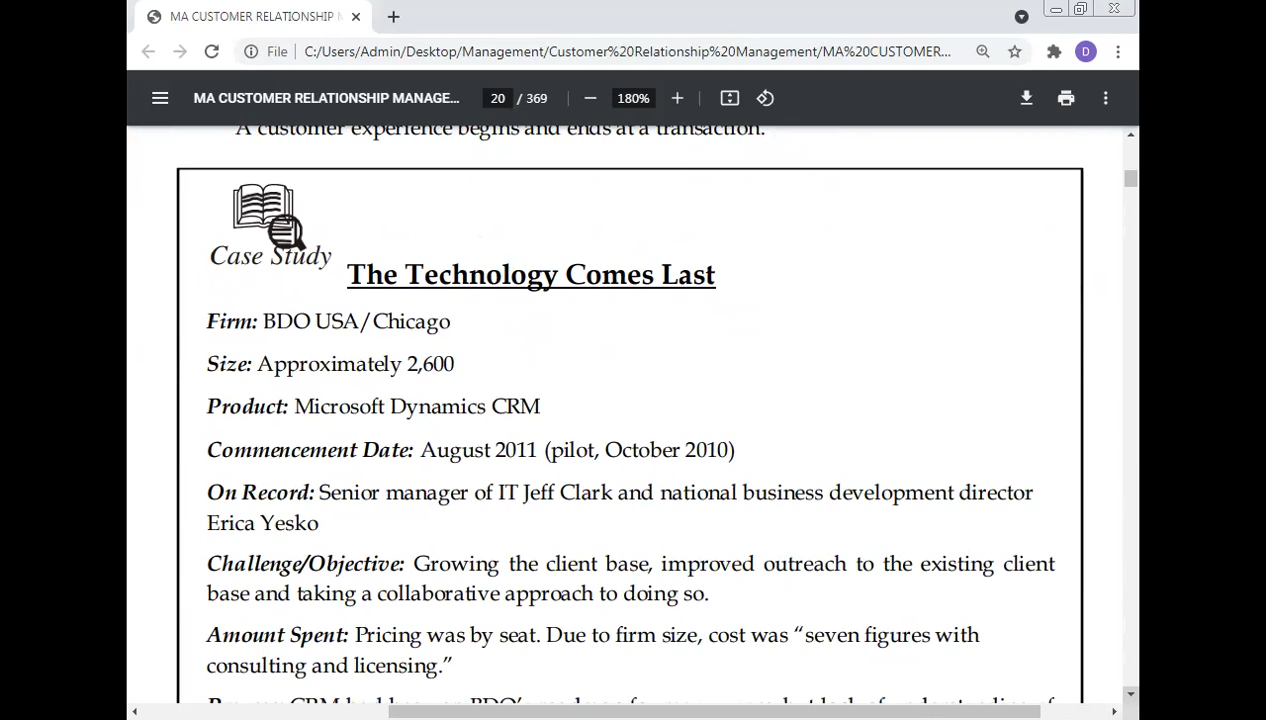 MA CUSTOMER RELATIONSHIP M
File C:/Users/Admin/Desktop/Management/Customer%20Relationship%20Management/MA%20CUSTOMER...
D
MA CUSTOMER RELATIONSHIP MANAGE...
20 / 369
180%
A customer experience begins and ends at a transaction.
Case Study
The Technology Comes Last
Firm: BDO USA/Chicago
Size: Approximately 2,600
Product: Microsoft Dynamics CRM
Commencement Date: August 2011 (pilot, October 2010)
On Record: Senior manager of IT Jeff Clark and national business development director
Erica Yesko
Challenge/Objective: Growing the client base, improved outreach to the existing client
base and taking a collaborative approach to doing so.
Amount Spent: Pricing was by seat. Due to firm size, cost was “seven figures with
consulting and licensing.”